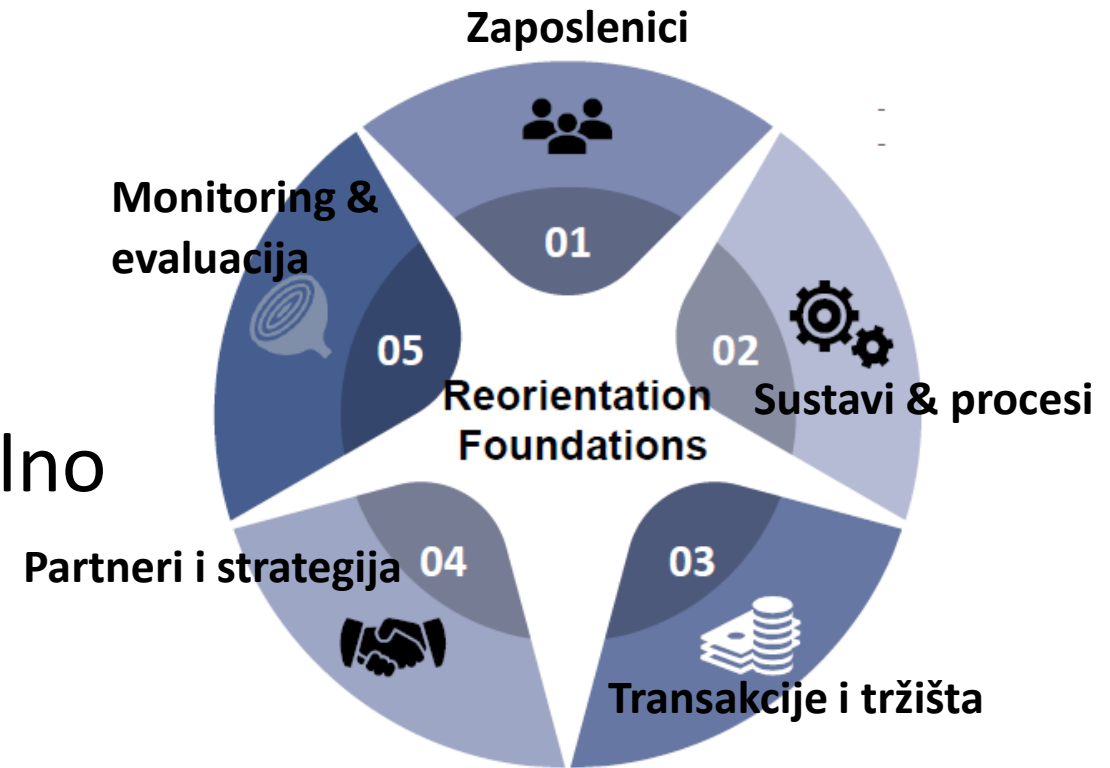 Zaposlenici
-
-
Monitoring &
evaluacija
01
05
02
Reorientation
Foundations
Sustavi & procesi
lno
Partneri i strategija
04
03
Transakcije i tržišta